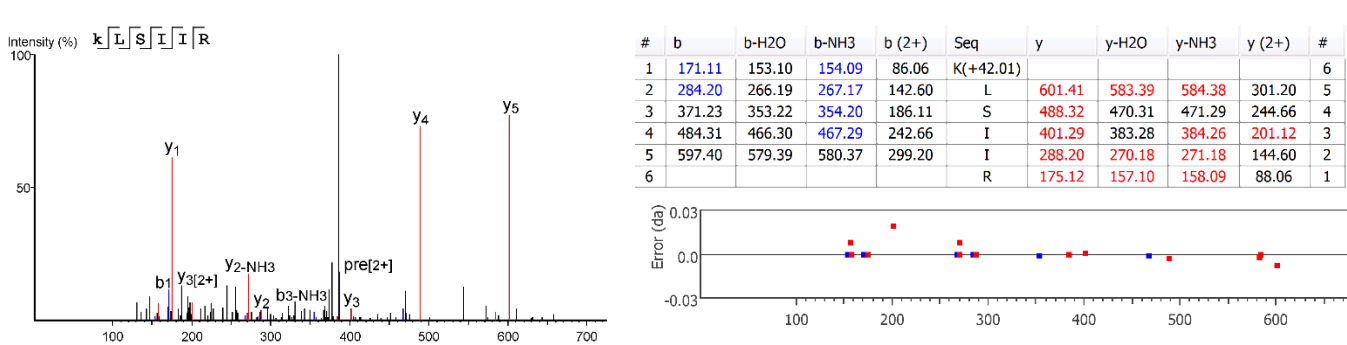 k L S I I R
Intensity (%)
100
50
y1
y4
y5
pre[2+]
y2-NH3
y3[2+]
b1
y2
b3-NH3
y3
100 200 300 400 500 600 700
# b b-H2O b-NH3 b (2+) Seq y y-H2O y-NH3 y (2+) #
1 171.11 153.10 154.09 86.06 K(+42.01) 6
2 284.20 266.19 267.17 142.60 L 601.41 583.39 584.38 301.20 5
3 371.23 353.22 354.20 186.11 S 488.32 470.31 471.29 244.66 4
4 484.31 466.30 467.29 242.66 I 401.29 383.28 384.26 201.12 3
5 597.40 579.39 580.37 299.20 I 288.20 270.18 271.18 144.60 2
6 R 175.12 157.10 158.09 88.06 1
Error (da)
0.03
0.0
-0.03
100 200 300 400 500 600